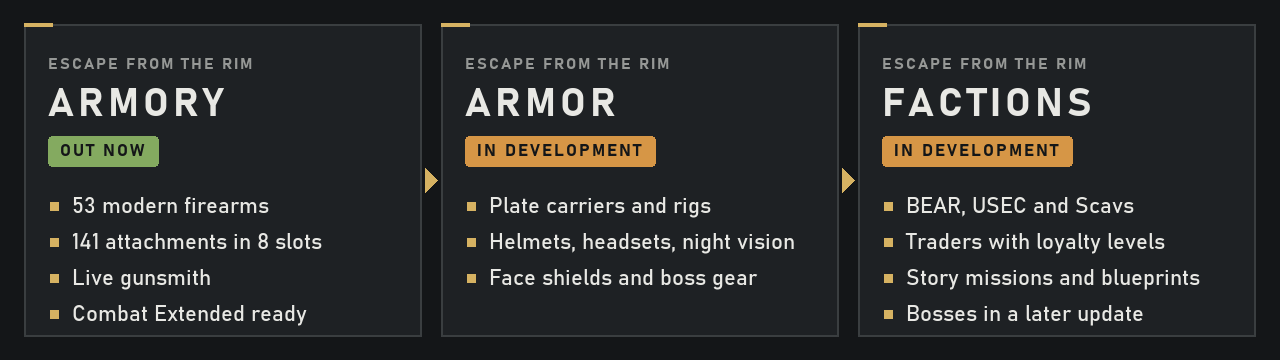 ESCAPE FROM THE RIM
ARMORY
OUT NOW
53 modern firearms
141 attachments in 8 slots
Live gunsmith
Combat Extended ready
ESCAPE FROM THE RIM
ARMOR
IN DEVELOPMENT
Plate carriers and rigs
Helmets, headsets, night vision
Face shields and boss gear
ESCAPE FROM THE RIM
FACTIONS
IN DEVELOPMENT
BEAR, USEC and Scavs
Traders with loyalty levels
Story missions and blueprints
Bosses in a later update